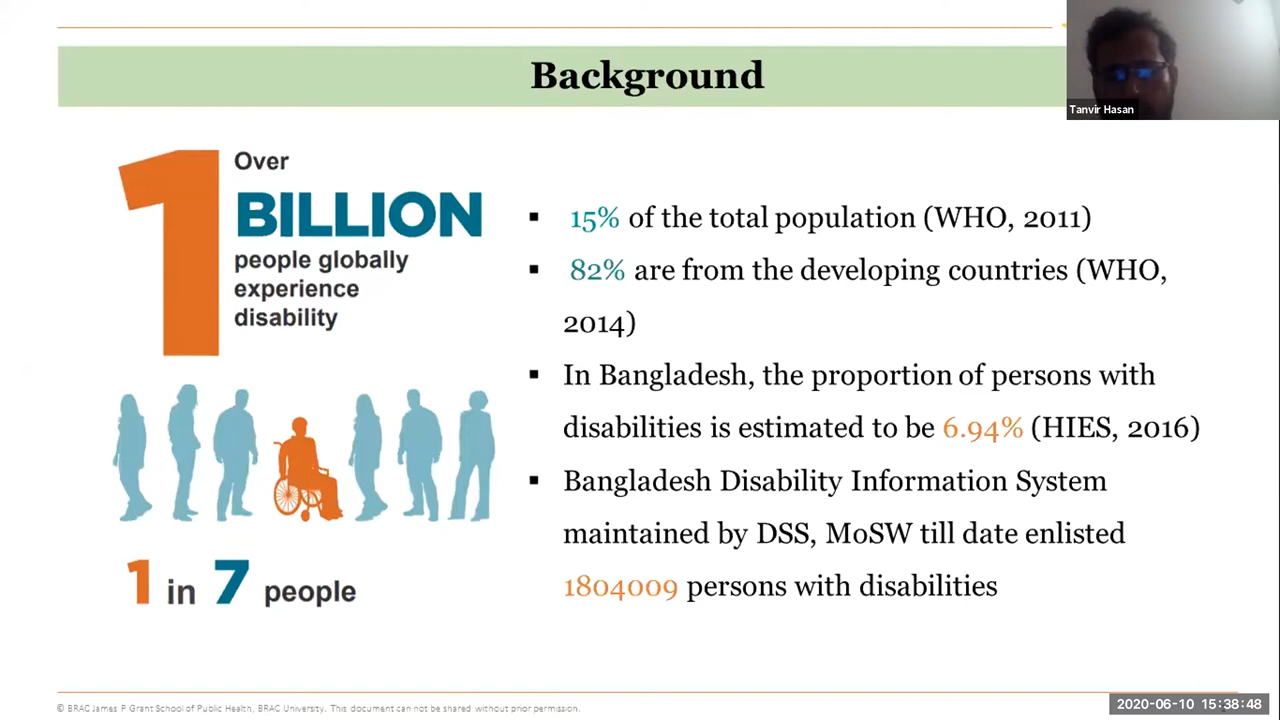 Background
Tanvir Hasan
1
Over
BILLION
people globally
experience
disability
1 in 7 people
▪ 15% of the total population (WHO, 2011)
▪ 82% are from the developing countries (WHO,
2014)
▪ In Bangladesh, the proportion of persons with
disabilities is estimated to be 6.94% (HIES, 2016)
▪ Bangladesh Disability Information System
maintained by DSS, MoSW till date enlisted
1804009 persons with disabilities
© BRAC James P Grant School of Public Health, BRAC University. This document can not be shared without prior permission.
2020-06-10 15:38:48